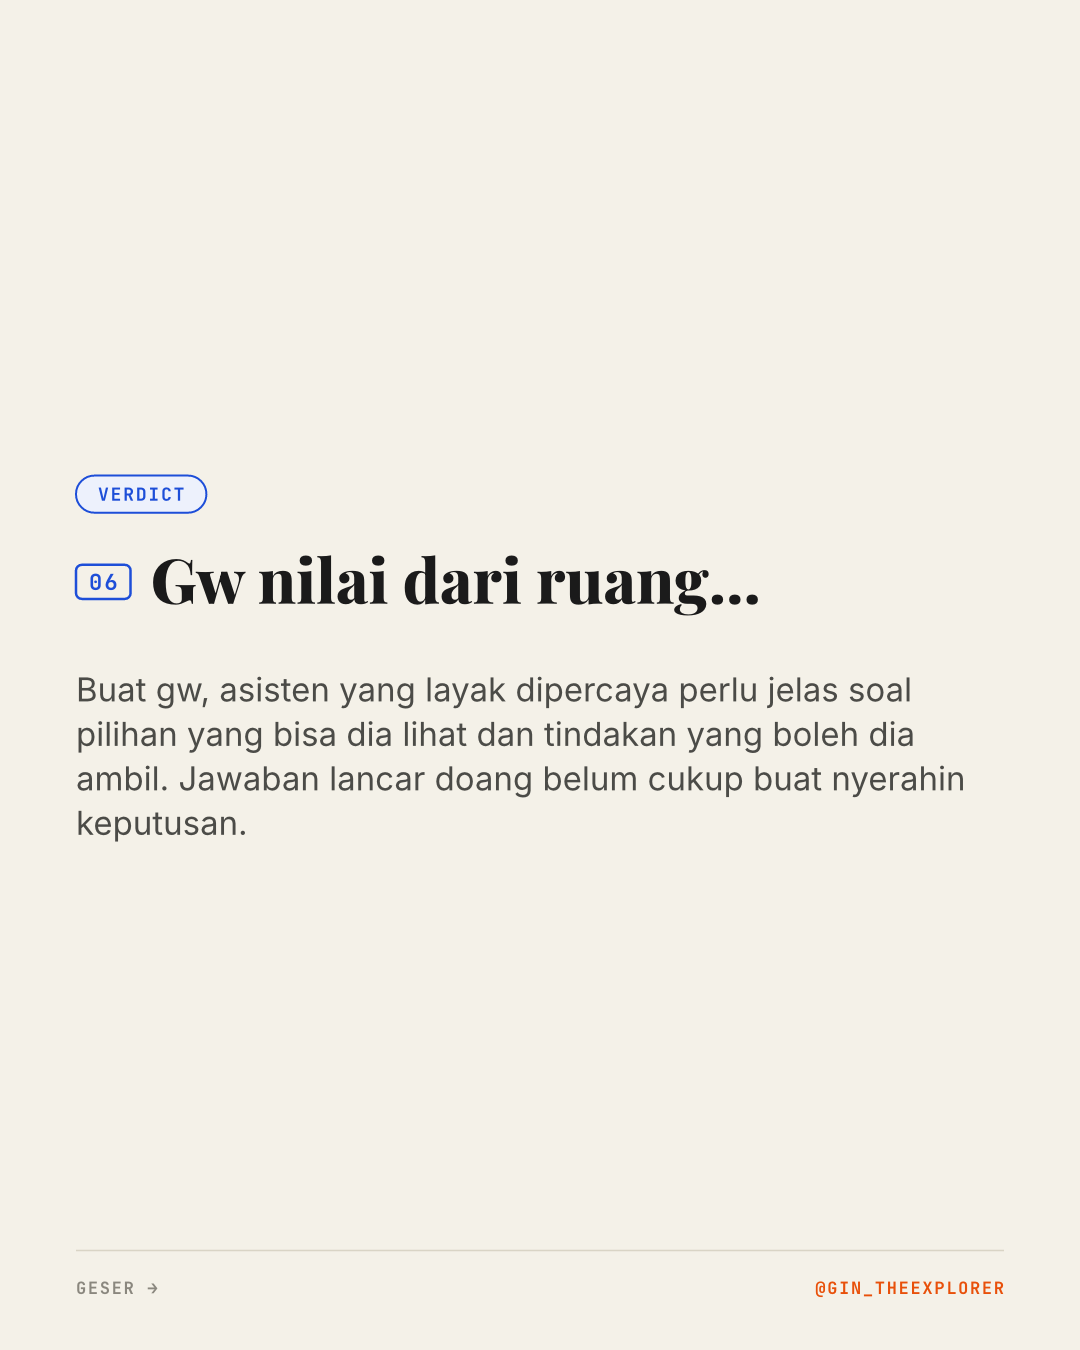 VERDICT
06 Gw nilai dari ruang...
Buat gw, asisten yang layak dipercaya perlu jelas soal
pilihan yang bisa dia lihat dan tindakan yang boleh dia
ambil. Jawaban lancar doang belum cukup buat nyerahin
keputusan.
GESER →
@GIN_THEEXPLORER